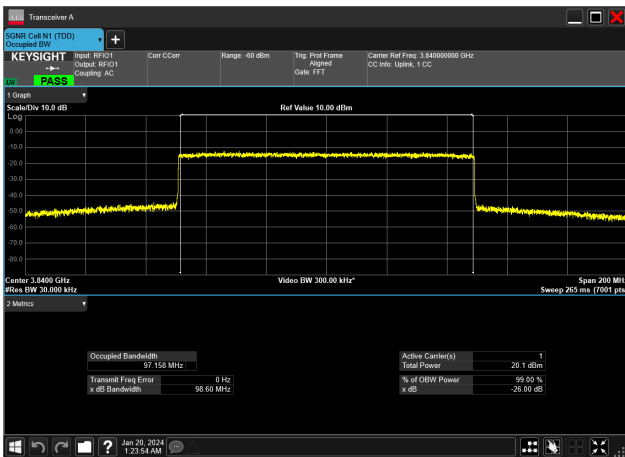 Transceiver A
5GNR Cell N1 (TDD)
Occupied BW
KEYSIGHT
PASS
Input: RFIO1
Output: RFIO1
Coupling: AC
Corr CCorr
Range: -60 dBm
Trig: Prot Frame
Aligned
Gate: FFT
Carrier Ref Freq: 3.840000000 GHz
CC Info: Uplink, 1 CC
1 Graph
Scale/Div 10.0 dB
Ref Value 10.00 dBm
Log
0.00
-10.0
-20.0
-30.0
-40.0
-50.0
-60.0
-70.0
-80.0
Center 3.8400 GHz
Video BW 300.00 kHz*
Span 200 MHz
#Res BW 30.000 kHz
Sweep 265 ms (7001 pts
2 Metrics
Occupied Bandwidth
97.158 MHz
Active Carrier(s) 1
Total Power 20.1 dBm
Transmit Freq Error 0 Hz
x dB Bandwidth 98.60 MHz
% of OBW Power 99.00 %
x dB -26.00 dB
Jan 20, 2024
1:23:54 AM